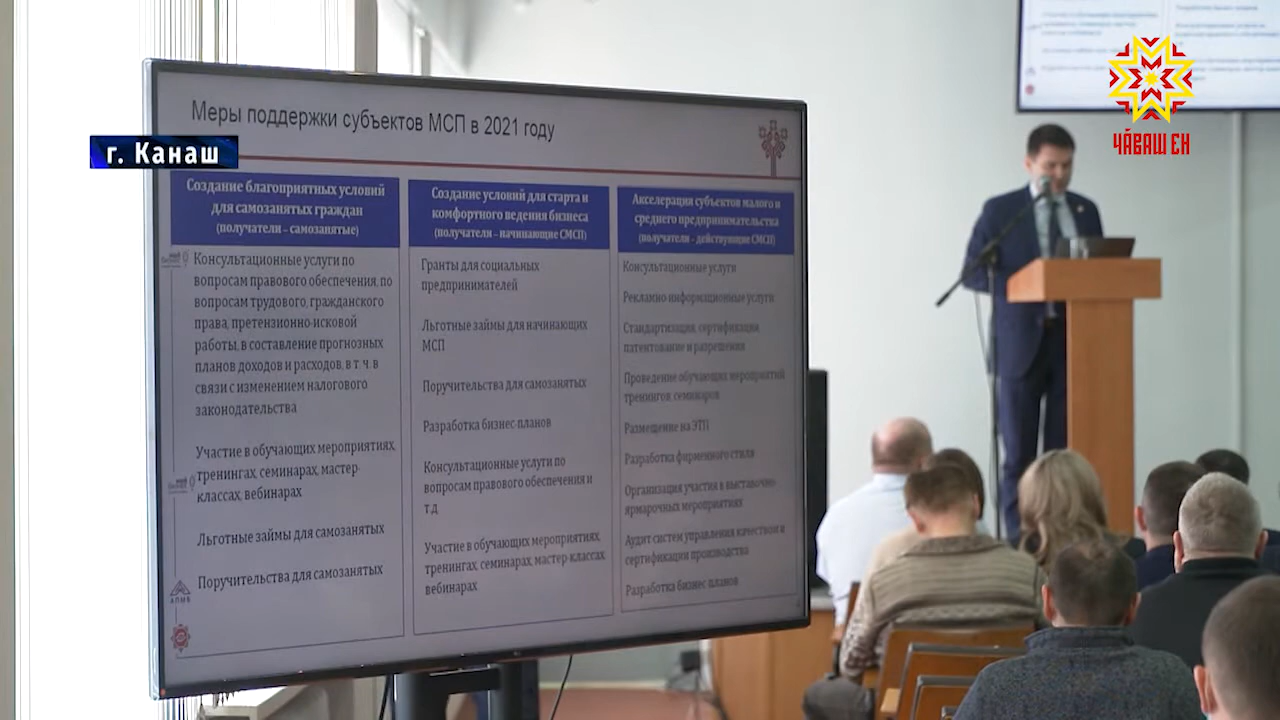 Меры поддержки субъектов МСП в 2021 году
г. Канаш
ЧӐВАШ ЕН
Создание благоприятных условий
для самозанятых граждан
(получатели – самозанятые)
Консультационные услуги по
вопросам правового обеспечения, по
вопросам трудового, гражданского
права, претензионно-исковой
работы, в составление прогнозных
планов доходов и расходов, в т. ч. в
связи с изменением налогового
законодательства
Участие в обучающих мероприятиях,
тренингах, семинарах, мастер-
классах, вебинарах
Льготные займы для самозанятых
Поручительства для самозанятых
АПМБ
Создание условий для старта и
комфортного ведения бизнеса
(получатели – начинающие СМСП)
Гранты для социальных
предпринимателей
Льготные займы для начинающих
МСП
Поручительства для самозанятых
Разработка бизнес-планов
Консультационные услуги по
вопросам правового обеспечения и
т.д
Участие в обучающих мероприятиях,
тренингах, семинарах, мастер-классах,
вебинарах
Акселерация субъектов малого и
среднего предпринимательства
(получатели – действующие СМСП)
Консультационные услуги
Рекламно-информационные услуги
Стандартизация, сертификация,
патентование и разрешения
Проведение обучающих мероприятий
тренингов, семинаров
Размещение на ЭТП
Разработка фирменного стиля
Организация участия в выставочно-
ярмарочных мероприятиях
Аудит систем управления качеством и
сертификации производства
Разработка бизнес-планов